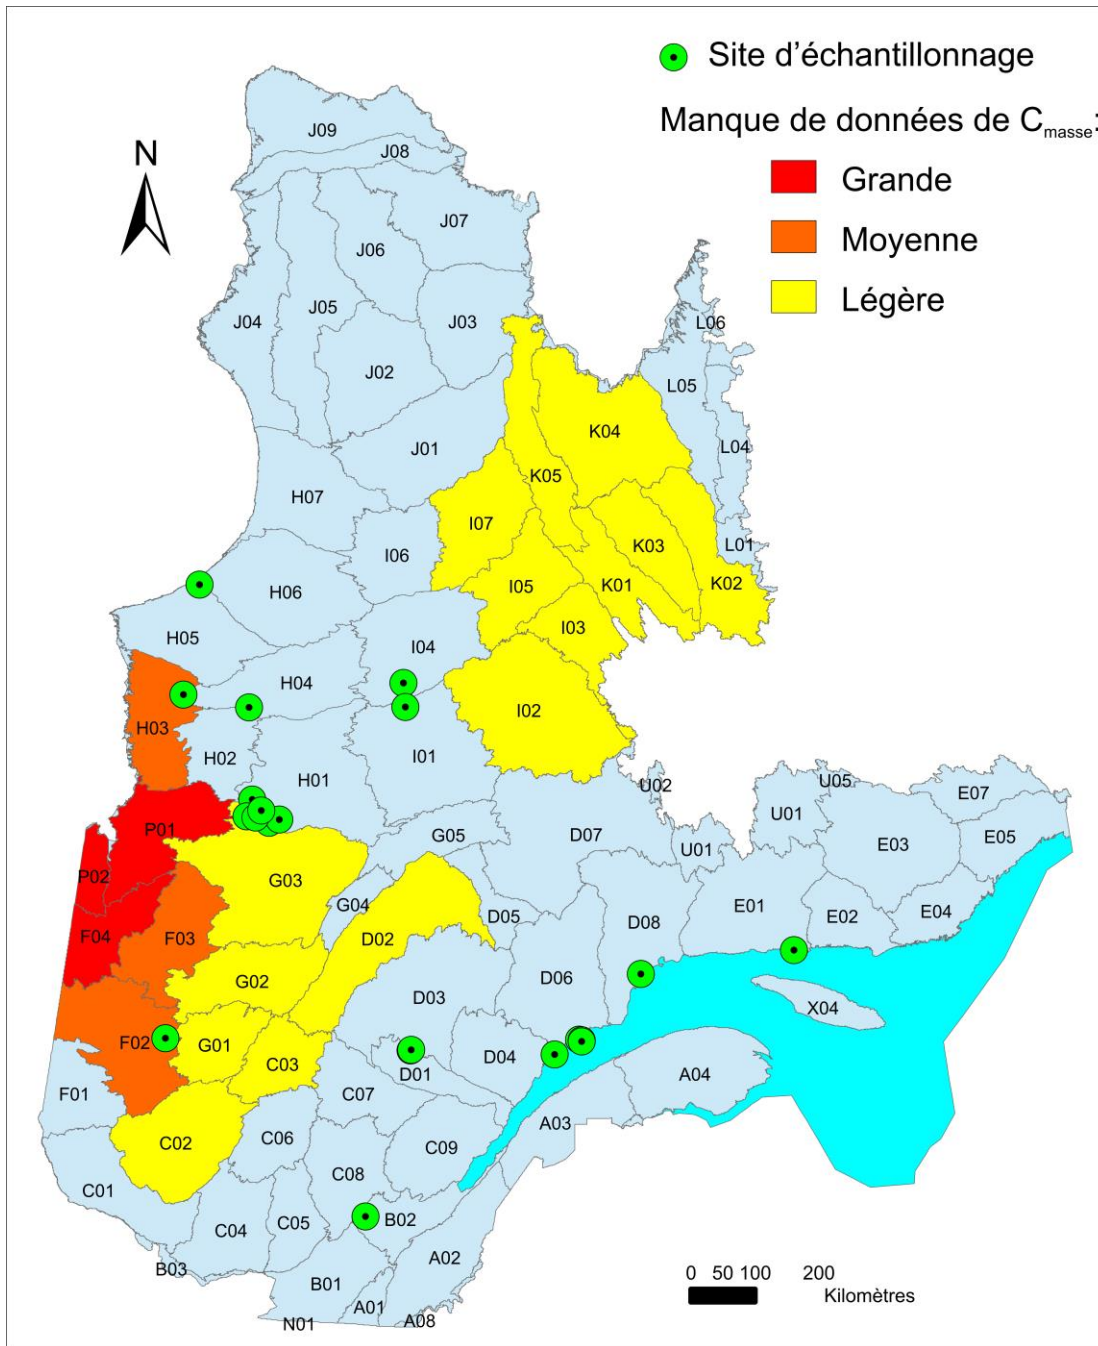 Site d'échantillonnage
Manque de données de Cmasse:
Grande
Moyenne
Légère
N
J09
J08
J07
J06
J05
J04
J03
J02
J01
L06
L05
L04
L01
K04
K05
K03
K01
K02
H07
I07
I06
I05
I03
H06
H05
I04
H04
I02
H03
H02
H01
I01
U02
U05
U01
E07
P01
G05
D07
U01
E03
E05
P02
G03
G04
D05
D08
E01
E02
E04
F04
F03
D02
G02
D03
D06
X04
F02
G01
C03
D01
D04
A04
F01
C07
A03
C02
C06
C09
C08
C01
C04
C05
B02
B03
B01
A02
A01
N01
A08
0 50 100 200
Kilomètres